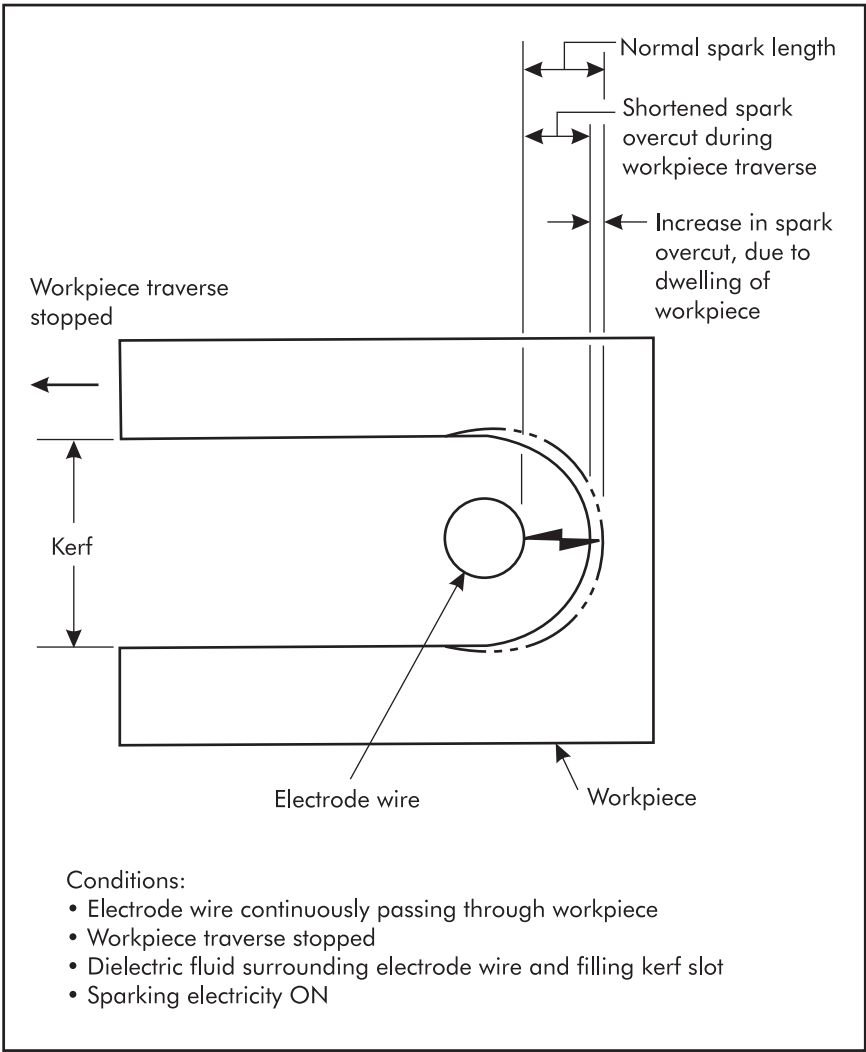 Normal spark length
Shortened spark
overcut during
workpiece traverse
Increase in spark
overcut, due to
dwelling of
workpiece
Workpiece traverse
stopped
Kerf
Electrode wire
Workpiece
Conditions:
• Electrode wire continuously passing through workpiece
• Workpiece traverse stopped
• Dielectric fluid surrounding electrode wire and filling kerf slot
• Sparking electricity ON